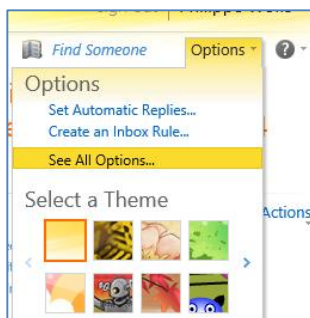 Find Someone Options
Options
Set Automatic Replies...
Create an Inbox Rule...
See All Options...
Select a Theme
Actions